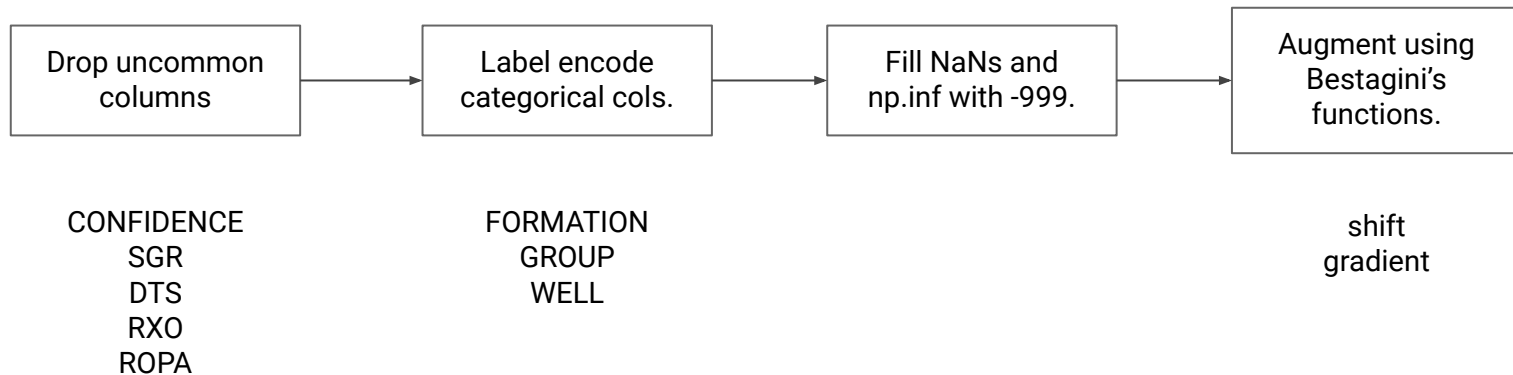 Drop uncommon
columns
Label encode
categorical cols.
Fill NaNs and
np.inf with -999.
Augment using
Bestagini’s
functions.
CONFIDENCE
SGR
DTS
RXO
ROPA
FORMATION
GROUP
WELL
shift
gradient